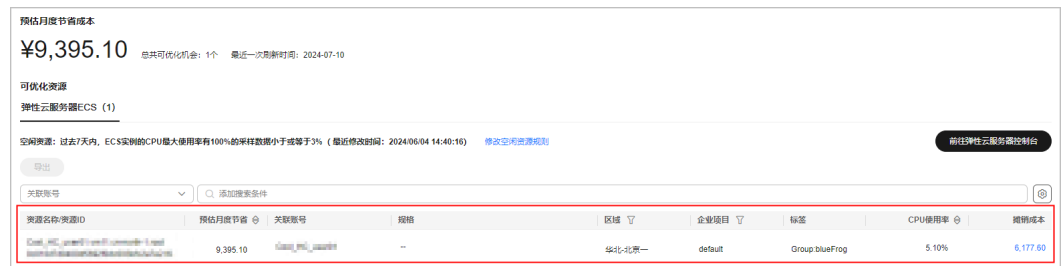 预估月度节省成本
¥9,395.10 总共可优化机会：1个 最近一次刷新时间：2024-07-10
可优化资源
弹性云服务器ECS（1）
空闲资源：过去7天内，ECS实例的CPU最大使用率有100%的采样数据小于或等于3%（最近修改时间：2024/06/04 14:40:16） 修改空闲资源规则 前往弹性云服务器控制台
导出
关联账号 添加搜索条件
资源名称/资源ID 预估月度节省 关联账号 规格 区域 企业项目 标签 CPU使用率 摊销成本
9,395.10 -- 华北-北京一 default Group:blueFrog 5.10% 6,177.60